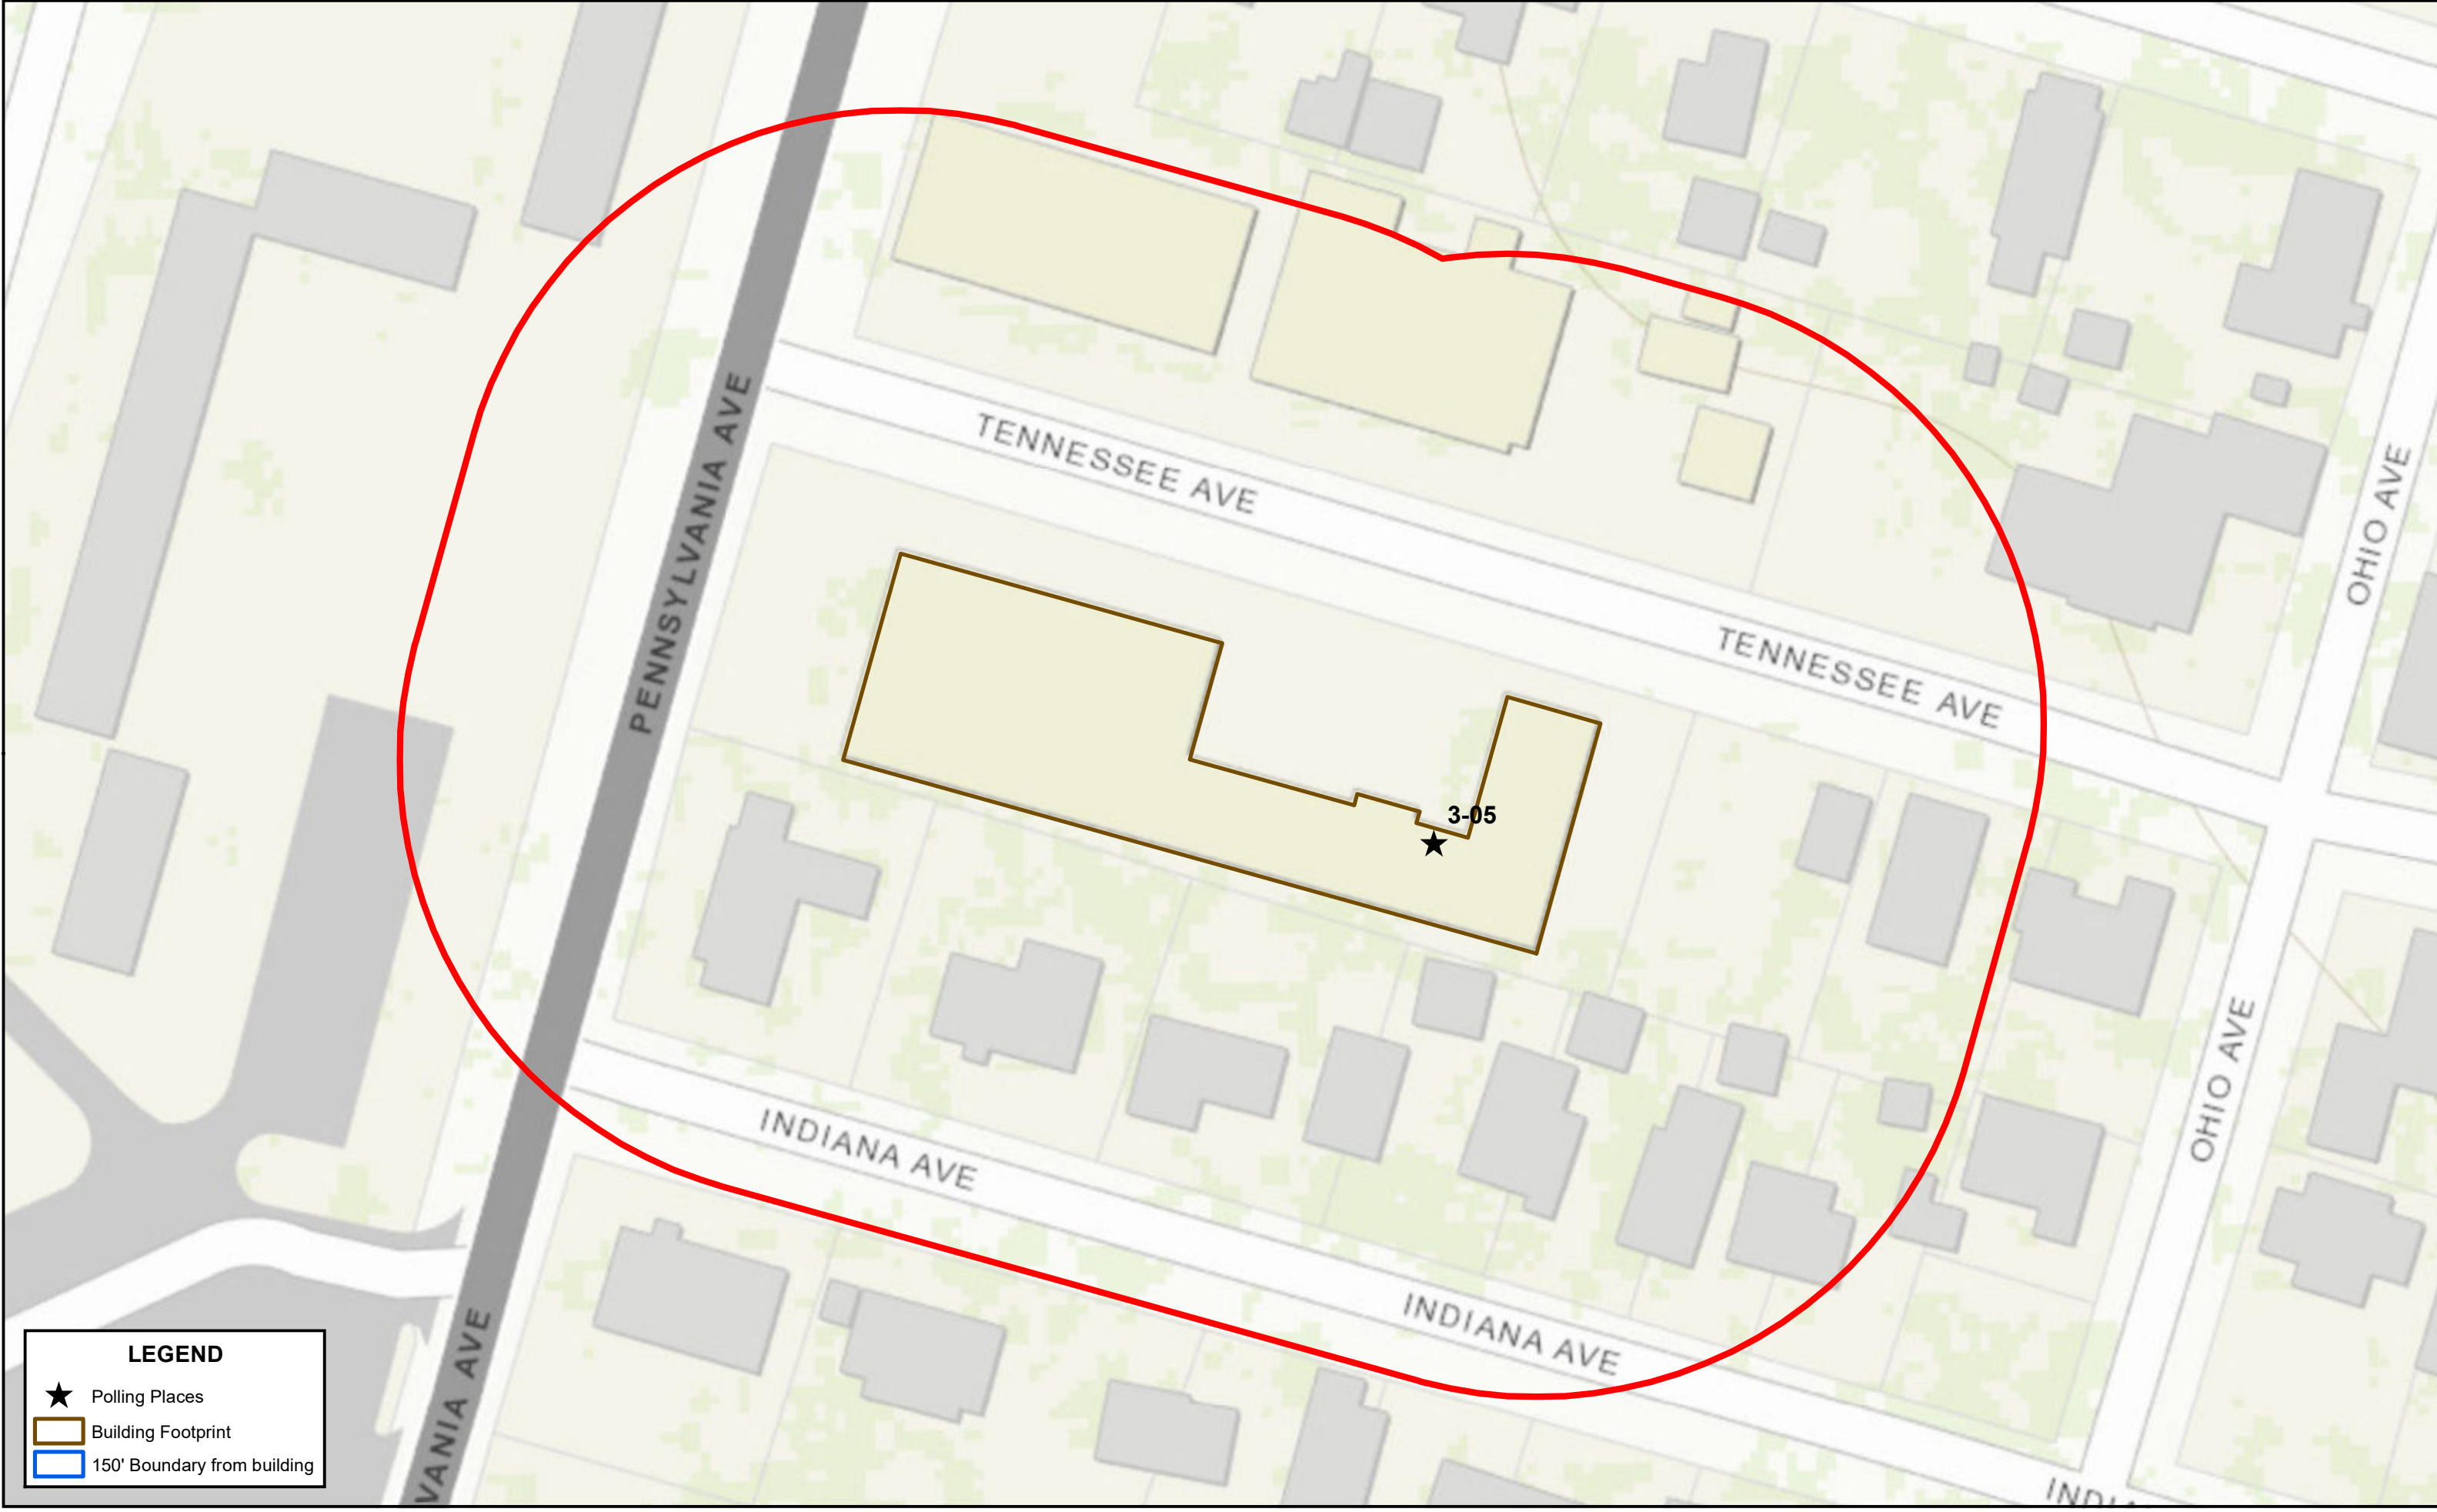 PENNSYLVANIA AVE
TENNESSEE AVE
OHIO AVE
TENNESSEE AVE
3-05
OHIO AVE
INDIANA AVE
INDIANA AVE
VANIA AVE
LEGEND
Polling Places
Building Footprint
150' Boundary from building